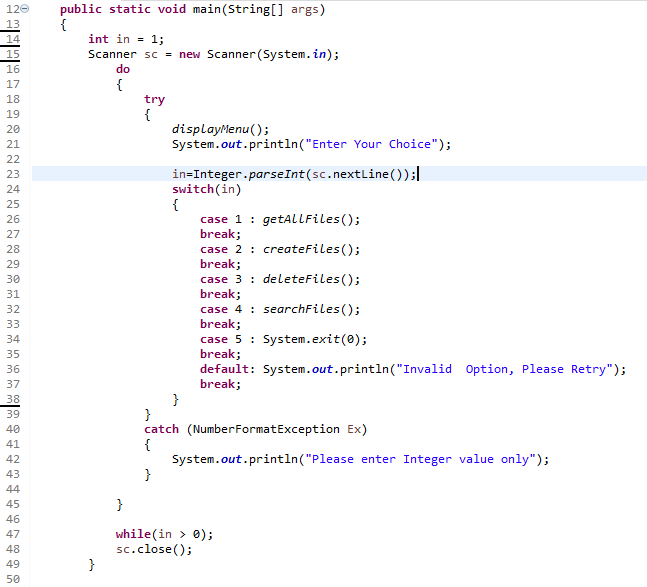 12 public static void main(String[] args)
13 {
14 int in = 1;
15 Scanner sc = new Scanner(System.in);
16 do
17 {
18 try
19 {
20 displayMenu();
21 System.out.println("Enter Your Choice");
22
23 in=Integer.parseInt(sc.nextLine());
24 switch(in)
25 {
26 case 1 : getAllFiles();
27 break;
28 case 2 : createFiles();
29 break;
30 case 3 : deleteFiles();
31 break;
32 case 4 : searchFiles();
33 break;
34 case 5 : System.exit(0);
35 break;
36 default: System.out.println("Invalid  Option, Please Retry");
37 break;
38 }
39 }
40 catch (NumberFormatException Ex)
41 {
42 System.out.println("Please enter Integer value only");
43 }
44
45 }
46
47 while(in > 0);
48 sc.close();
49 }
50